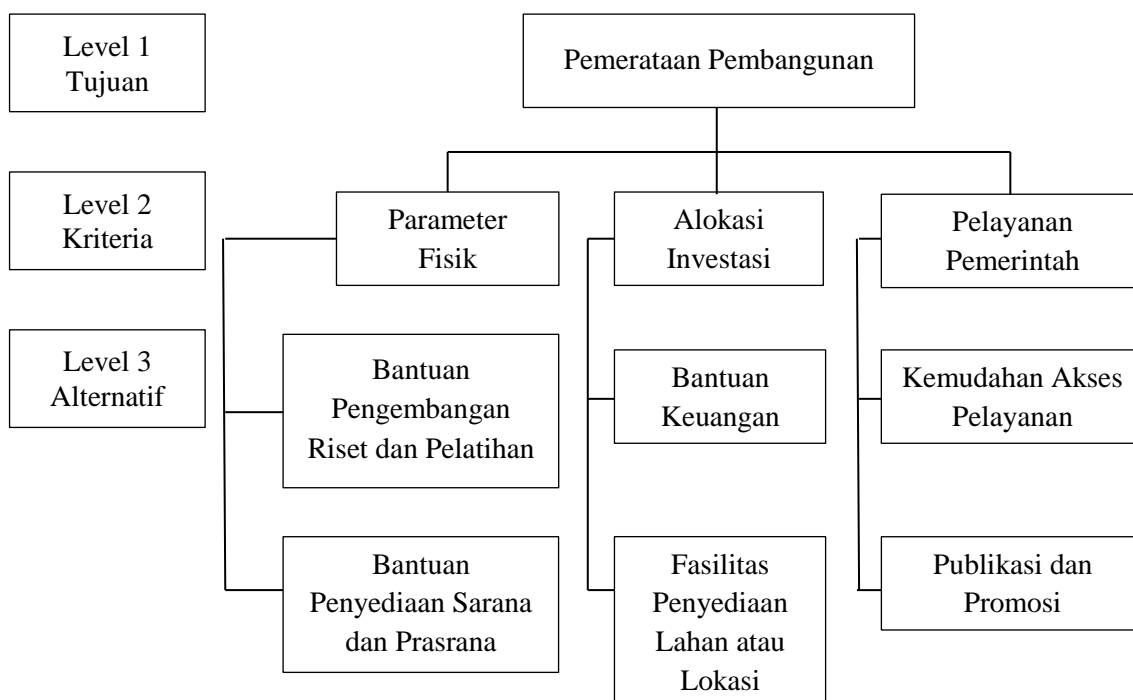 Level 1
Tujuan
Pemerataan Pembangunan
Level 2
Kriteria
Parameter
Fisik
Alokasi
Investasi
Pelayanan
Pemerintah
Level 3
Alternatif
Bantuan
Pengembangan
Riset dan Pelatihan
Bantuan
Keuangan
Kemudahan Akses
Pelayanan
Bantuan
Penyediaan Sarana
dan Prasrana
Fasilitas
Penyediaan
Lahan atau
Lokasi
Publikasi dan
Promosi